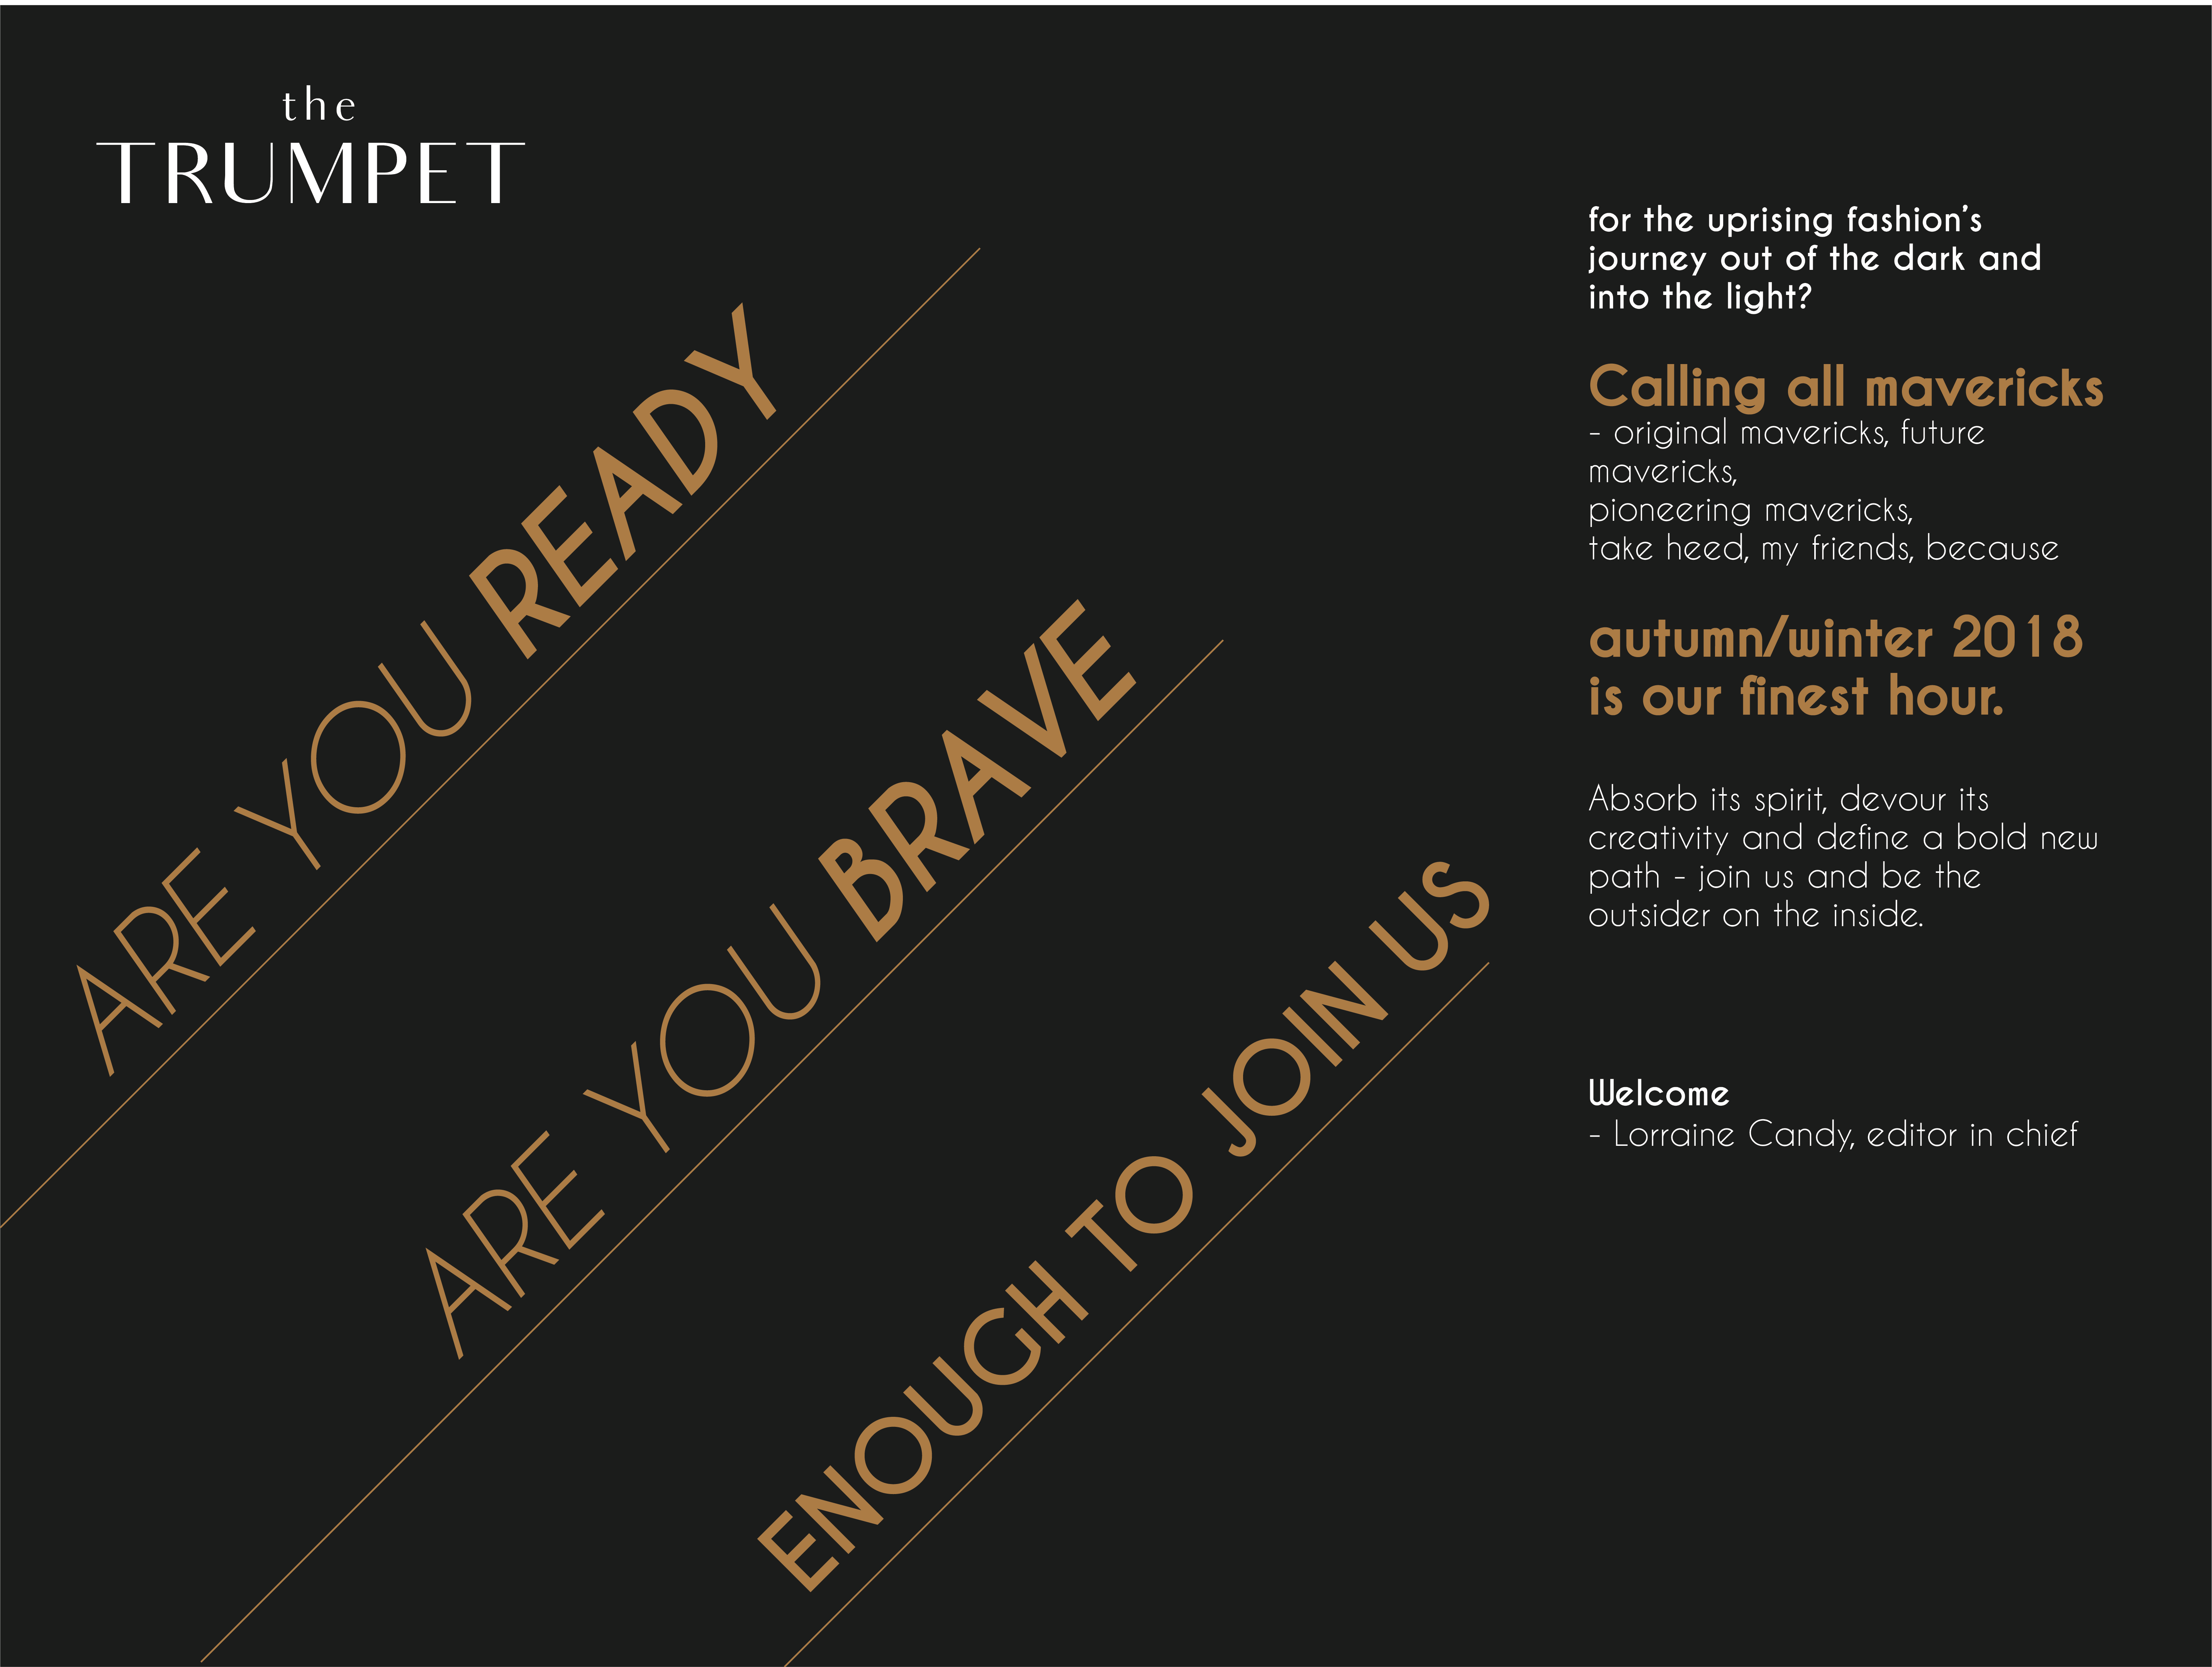 the
TRUMPET
ARE YOU READY
ARE YOU BRAVE
ENOUGH TO JOIN US
for the uprising fashion’s
journey out of the dark and
into the light?
Calling all mavericks
- original mavericks, future
mavericks,
pioneering mavericks,
take heed, my friends, because
autumn/winter 2018
is our finest hour.
Absorb its spirit, devour its
creativity and define a bold new
path - join us and be the
outsider on the inside.
Welcome
- Lorraine Candy, editor in chief